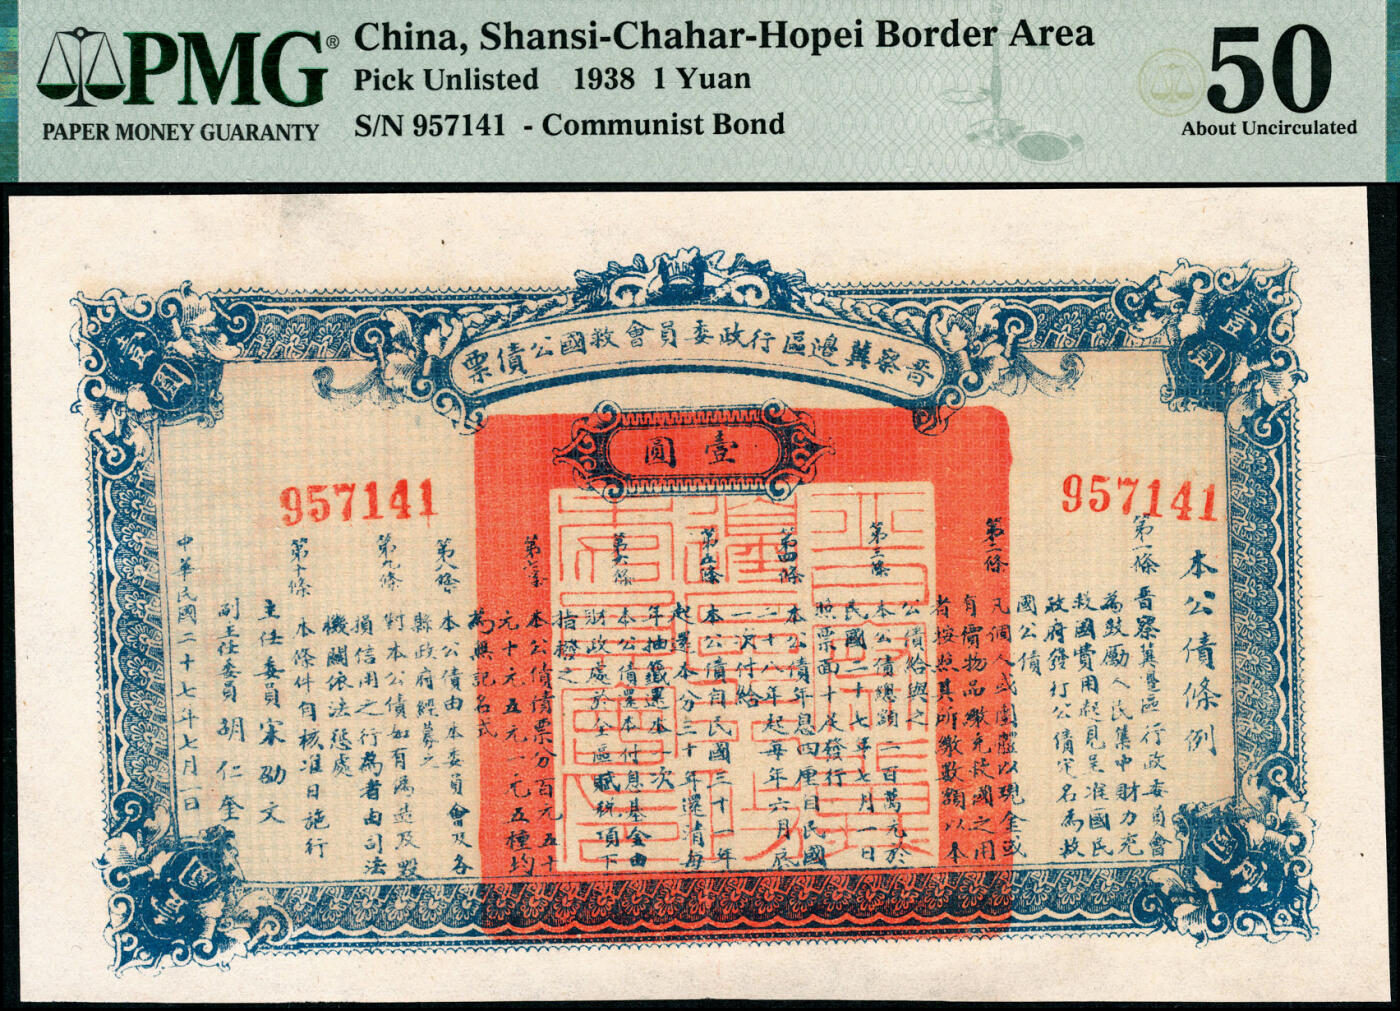 PMG®
PAPER MONEY GUARANTY
China, Shansi-Chahar-Hopei Border Area
Pick Unlisted 1938 1 Yuan
S/N 957141 - Communist Bond
50
About Uncirculated
晋察冀邊區行政委員會救國公債票
壹圓
壹圓
壹圓
957141
957141
本公債條例
第一條
晋察冀邊區行政委員會
為鼓勵人民集中財力充
救國費用起見呈准國民
政府發行公債定名為救
國公債
第二條
凡個人或團體以現金或
有價物品繳充救國之用
者按照其所繳數額以本
公債給與之
第三條
本公債總額二百萬元於
民國二十七年七月一日
照票面十足發行
第四條
本公債年息四厘自民國
二十八年起每年六月底
一次付給
第五條
本公債自民國三十一年
起還本分三十年還清每
年抽籤還本一次
第六條
本公債還本付息基金由
財政處於全區賦稅項下
指撥之
第七條
本公債債票分百元五十
元十元五元一元五種均
為無記名式
第八條
本公債由本委員會及各
縣政府經募之
第九條
對本公債如有偽造及毀
損信用之行為者由司法
機關依法懲處
第十條
本條件自核准日施行
主任委員 宋劭文
副主任委員 胡仁奎
中華民國二十七年七月一日
圓
壹
圓
壹